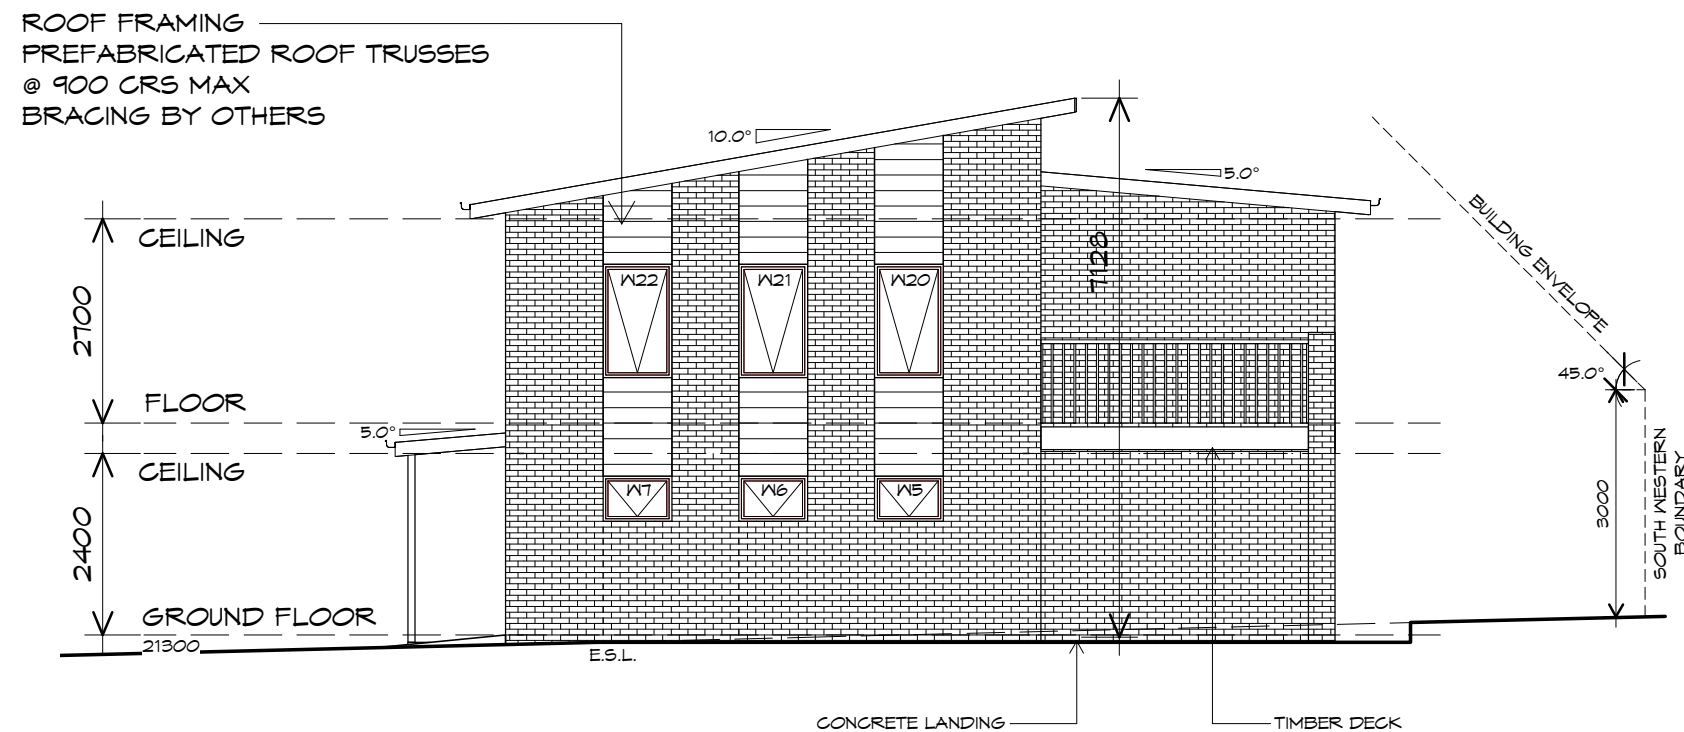 ROOF FRAMING
PREFABRICATED ROOF TRUSSES
@ 900 CRS MAX
BRACING BY OTHERS
10.0°
5.0°
CEILING
2700
FLOOR
5.0°
CEILING
2400
GROUND FLOOR
21300
E.S.L.
W22
W21
W20
W7
W6
W5
7128
BUILDING ENVELOPE
45.0°
3000
SOUTH WESTERN
BOUNDARY
CONCRETE LANDING
TIMBER DECK